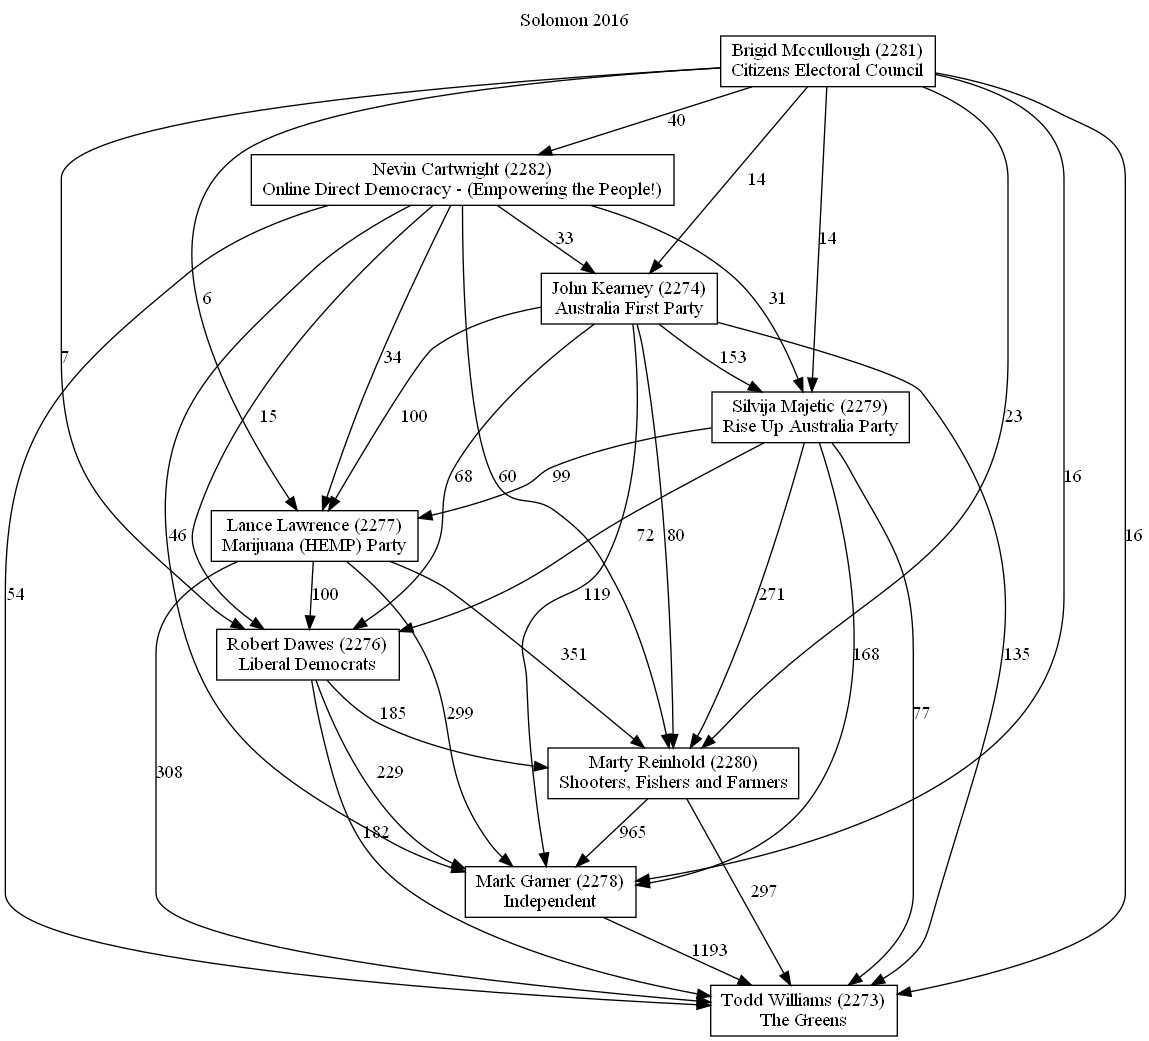 Solomon 2016
Brigid Mccullough (2281)
Citizens Electoral Council
40
Nevin Cartwright (2282)
Online Direct Democracy - (Empowering the People!)
14
33
14
John Kearney (2274)
Australia First Party
6
31
7
34
153
Silvija Majetic (2279)
Rise Up Australia Party
15
100
23
68
60
99
16
Lance Lawrence (2277)
Marijuana (HEMP) Party
46
72
80
16
54
100
119
271
Robert Dawes (2276)
Liberal Democrats
351
168
135
185
299
77
Marty Reinhold (2280)
Shooters, Fishers and Farmers
308
229
182
965
Mark Garner (2278)
Independent
297
1193
Todd Williams (2273)
The Greens